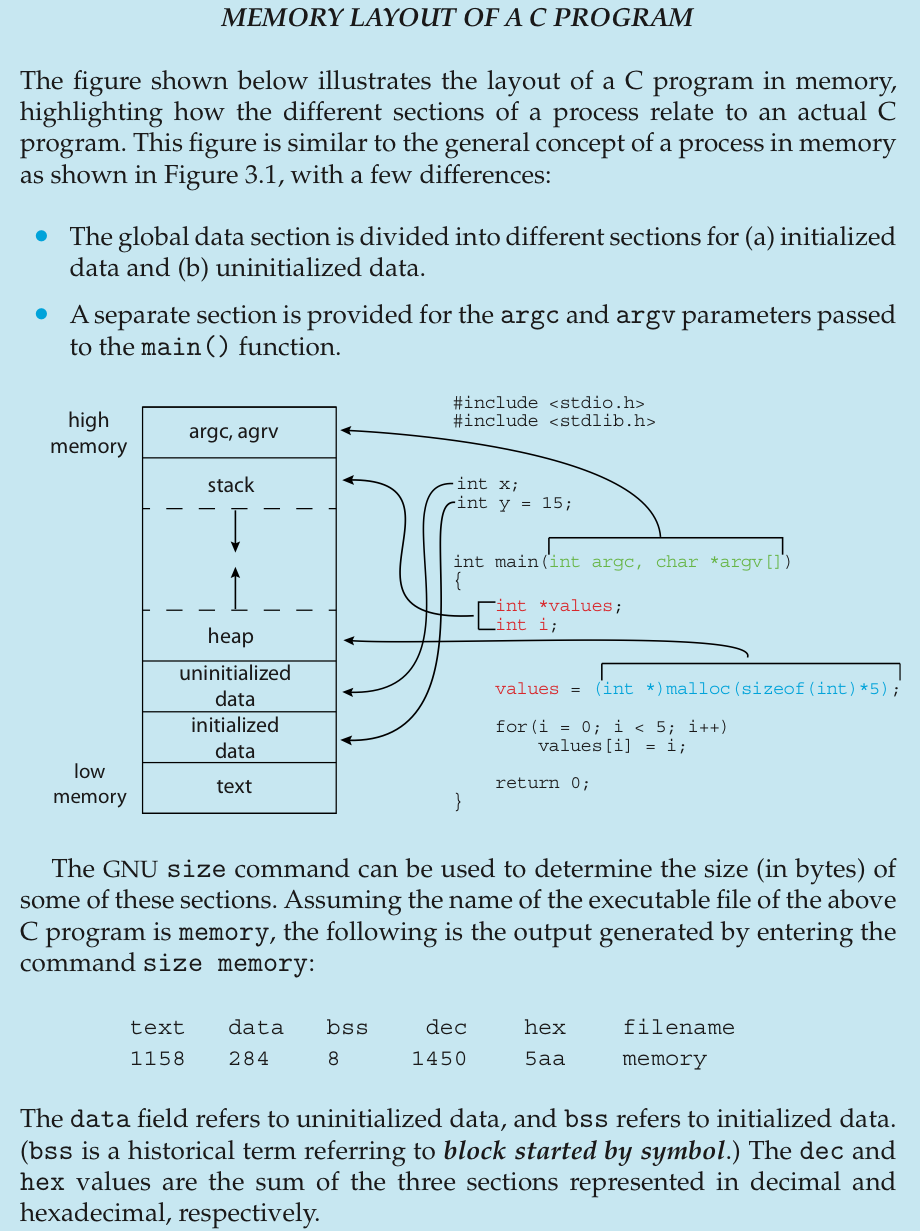 MEMORY LAYOUT OF A C PROGRAM
The figure shown below illustrates the layout of a C program in memory,
highlighting how the different sections of a process relate to an actual C
program. This figure is similar to the general concept of a process in memory
as shown in Figure 3.1, with a few differences:
• The global data section is divided into different sections for (a) initialized
data and (b) uninitialized data.
• A separate section is provided for the argc and argv parameters passed
to the main() function.
high
memory
argc, agrv
stack
heap
uninitialized
data
initialized
data
low
memory
text
#include <stdio.h>
#include <stdlib.h>
int x;
int y = 15;
int main(int argc, char *argv[])
{
int *values;
int i;
values = (int *)malloc(sizeof(int)*5);
for(i = 0; i < 5; i++)
values[i] = i;
return 0;
}
The GNU size command can be used to determine the size (in bytes) of
some of these sections. Assuming the name of the executable file of the above
C program is memory, the following is the output generated by entering the
command size memory:
text data bss dec hex filename
1158 284 8 1450 5aa memory
The data field refers to uninitialized data, and bss refers to initialized data.
(bss is a historical term referring to block started by symbol.) The dec and
hex values are the sum of the three sections represented in decimal and
hexadecimal, respectively.